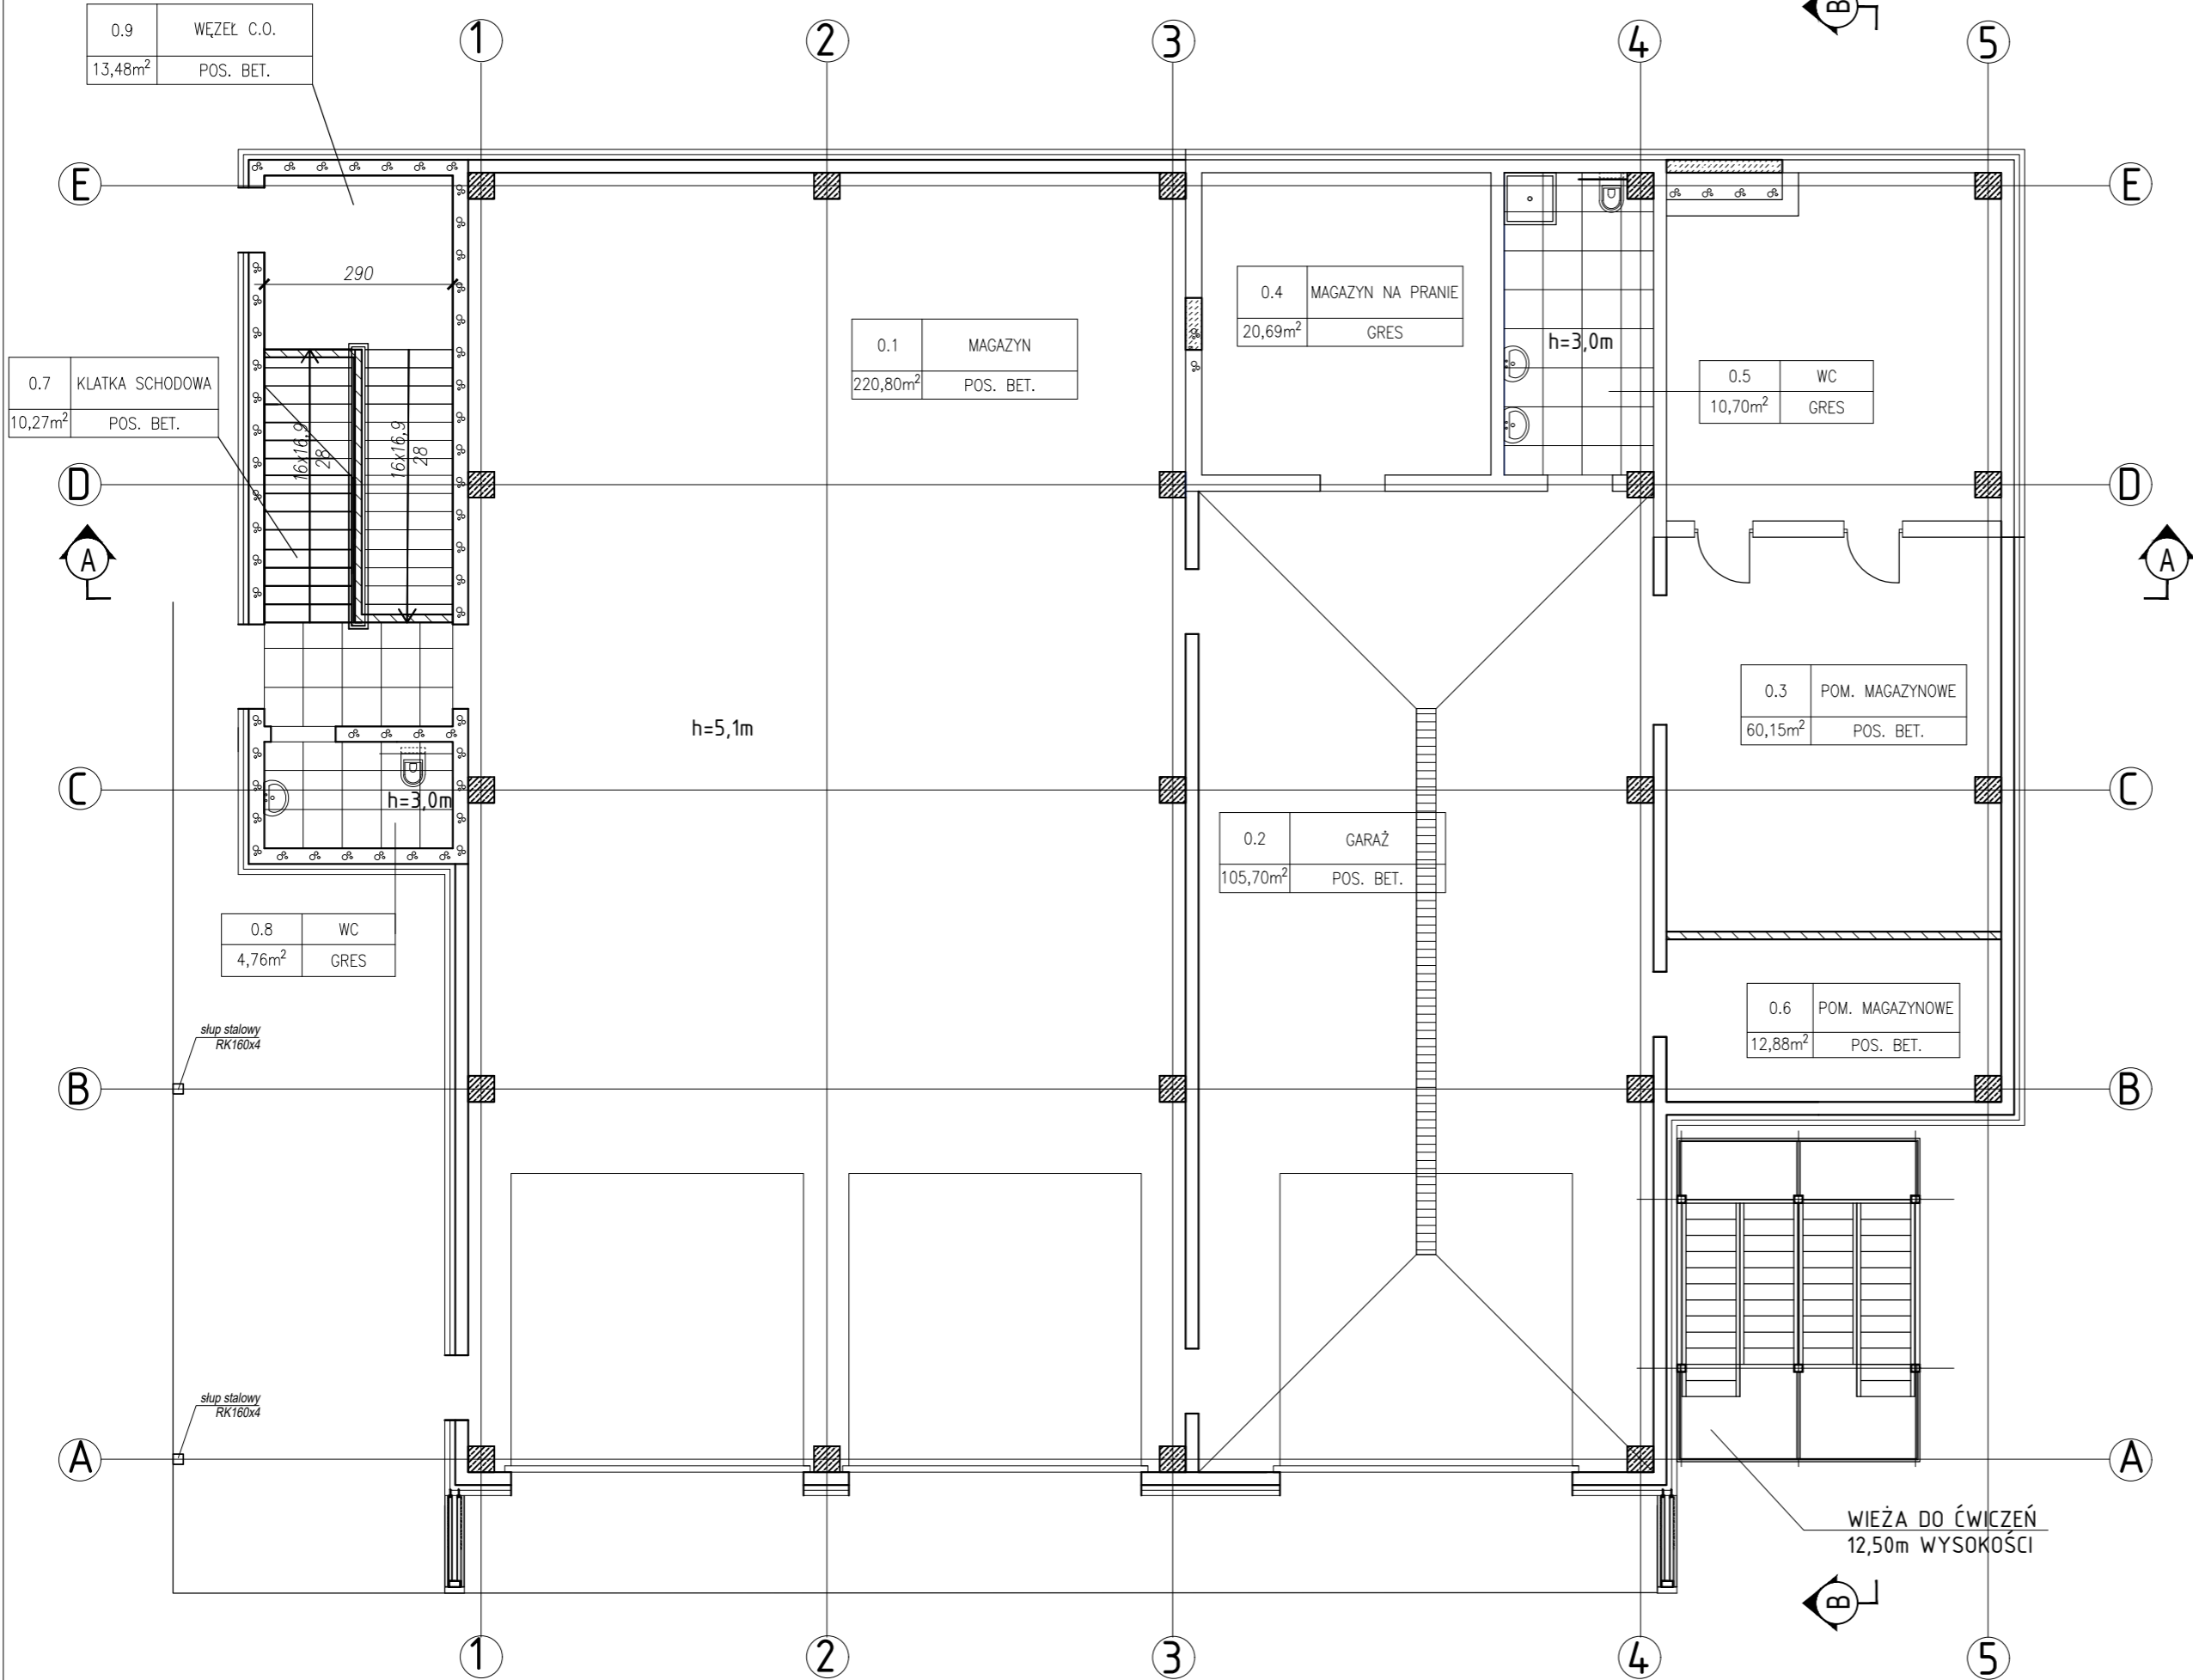 B
0.9 WĘZEŁ C.O.
13,48m² POS. BET.
1 2 3 4 5
E E
290
0.4 MAGAZYN NA PRANIE
20,69m² GRES
0.1 MAGAZYN
220,80m² POS. BET.
h=3,0m
0.7 KLATKA SCHODOWA
10,27m² POS. BET.
0.5 WC
10,70m² GRES
16x16,9
28
16x16,9
28
D D
A A
0.3 POM. MAGAZYNOWE
60,15m² POS. BET.
h=5,1m
C C
h=3,0m
0.2 GARAŻ
105,70m² POS. BET.
0.8 WC
4,76m² GRES
0.6 POM. MAGAZYNOWE
12,88m² POS. BET.
słup stalowy
RK160x4
B B
słup stalowy
RK160x4
A A
WIEŻA DO ĆWICZEŃ
12,50m WYSOKOŚCI
B
1 2 3 4 5